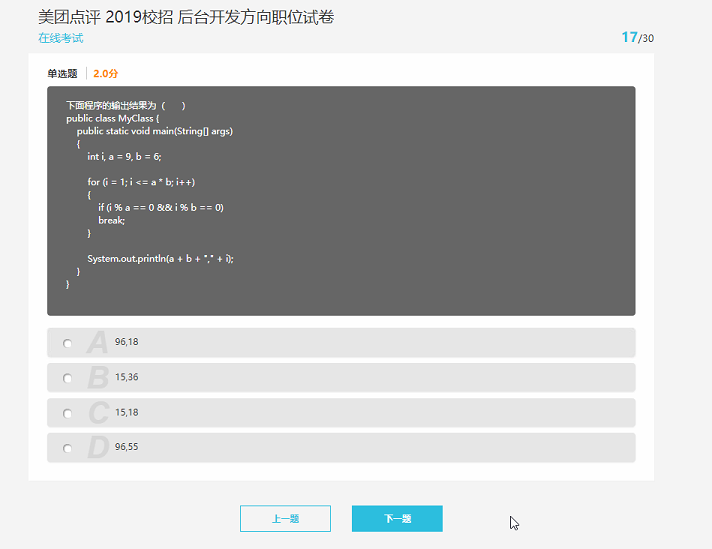 美团点评 2019校招 后台开发方向职位试卷
在线考试
17/30
单选题 2.0分
下面程序的输出结果为（ ）
public class MyClass {
public static void main(String[] args)
{
int i, a = 9, b = 6;
for (i = 1; i <= a * b; i++)
{
if (i % a == 0 && i % b == 0)
break;
}
System.out.println(a + b + "," + i);
}
}
A 96,18
B 15,36
C 15,18
D 96,55
上一题 下一题